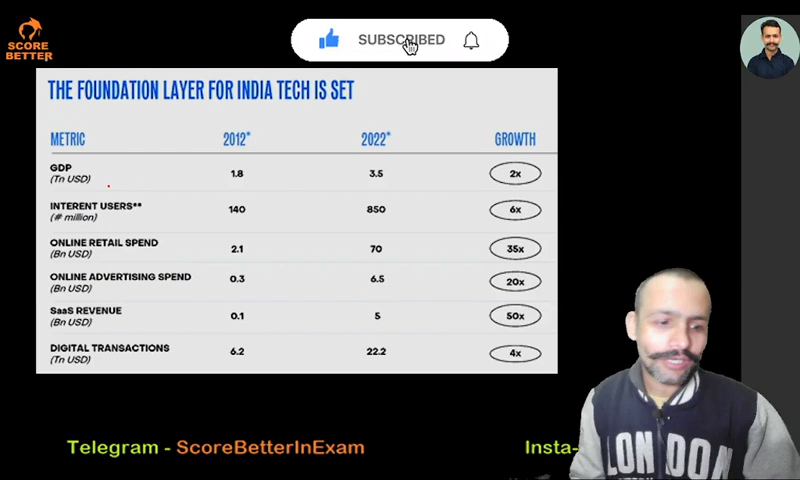 SCORE
BETTER
SUBSCRIBED
THE FOUNDATION LAYER FOR INDIA TECH IS SET
METRIC 2012* 2022* GROWTH
GDP
(Tn USD) 1.8 3.5 2x
INTERENT USERS**
(# million) 140 850 6x
ONLINE RETAIL SPEND
(Bn USD) 2.1 70 35x
ONLINE ADVERTISING SPEND
(Bn USD) 0.3 6.5 20x
SaaS REVENUE
(Bn USD) 0.1 5 50x
DIGITAL TRANSACTIONS
(Tn USD) 6.2 22.2 4x
Telegram - ScoreBetterInExam Insta-
LONDON